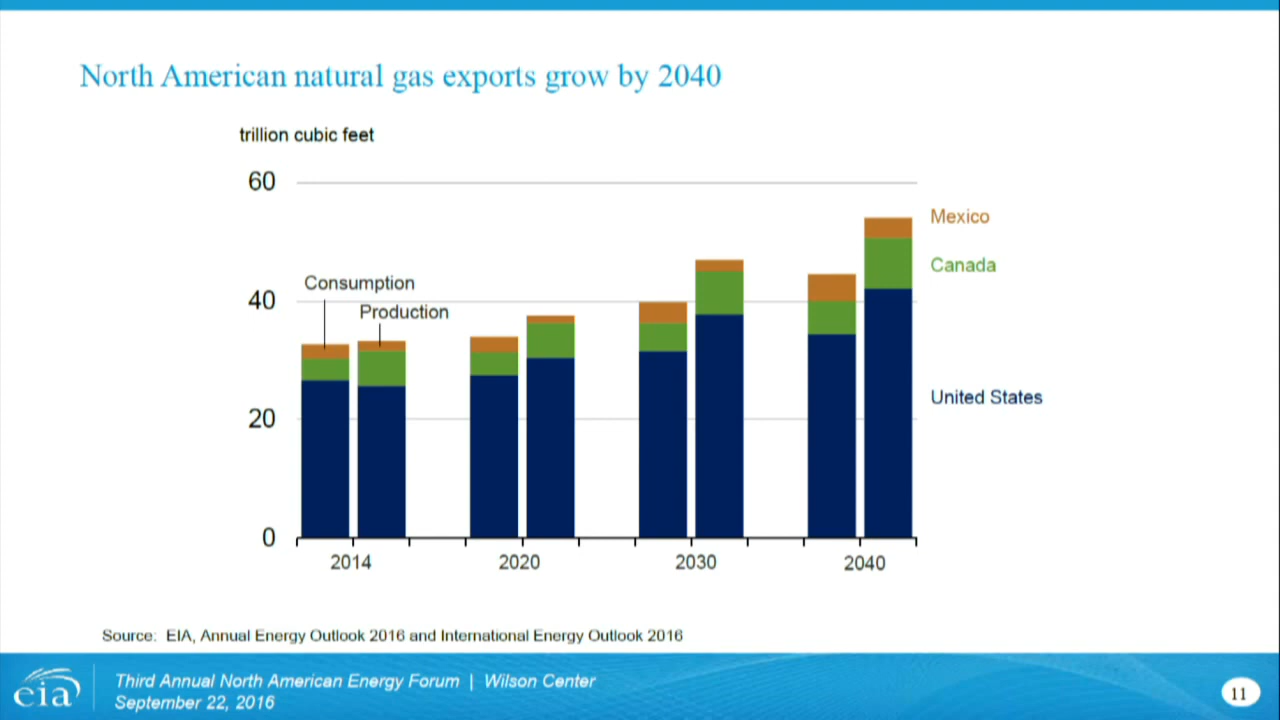 North American natural gas exports grow by 2040
trillion cubic feet
60
Mexico
Canada
Consumption
40
Production
United States
20
0
2014 2020 2030 2040
Source: EIA, Annual Energy Outlook 2016 and International Energy Outlook 2016
eia
Third Annual North American Energy Forum | Wilson Center
September 22, 2016
11